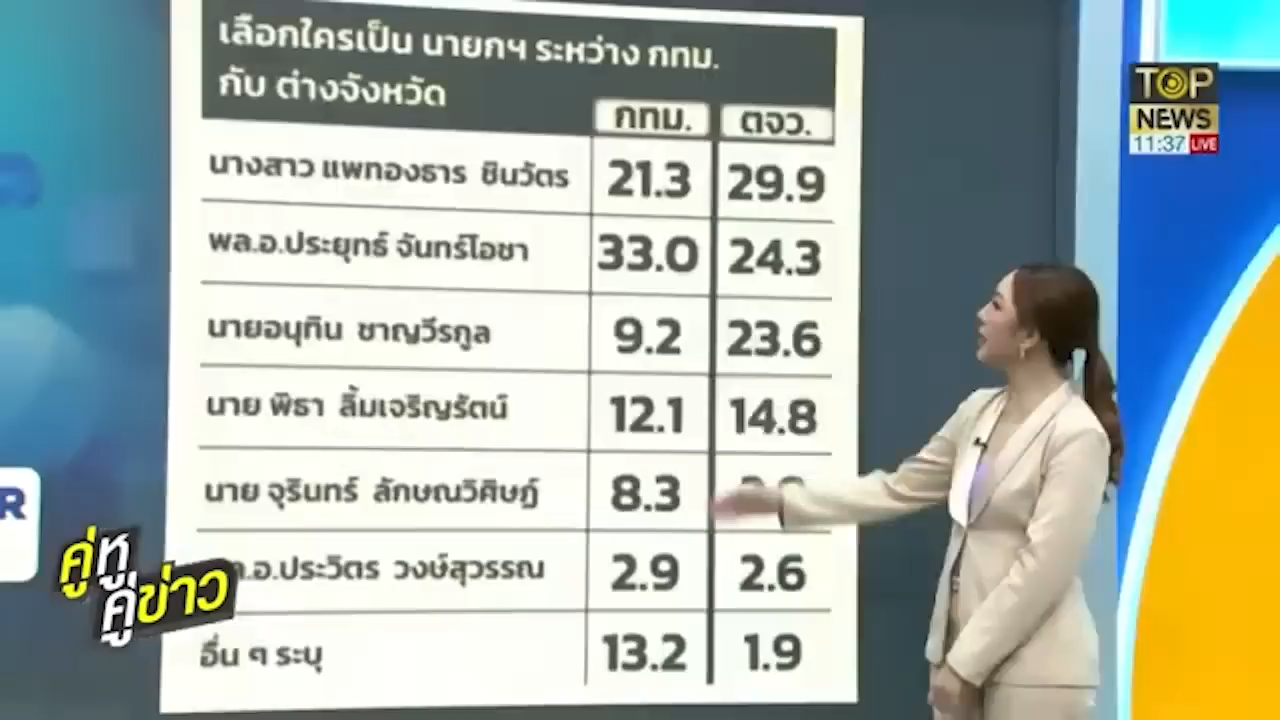 เลือกใครเป็น นายกฯ ระหว่าง กทม.
กับ ต่างจังหวัด
กทม. ตจว.
นางสาว แพทองธาร ชินวัตร 21.3 29.9
พล.อ.ประยุทธ์ จันทร์โอชา 33.0 24.3
นายอนุทิน ชาญวีรกูล 9.2 23.6
นาย พิธา ลิ้มเจริญรัตน์ 12.1 14.8
นาย จุรินทร์ ลักษณวิศิษฏ์ 8.3
วงษ์สุวรรณ 2.9 2.6
อื่น ๆ ระบุ 13.2 1.9
TOP
NEWS
11:37 LIVE
R
คู่หู
คู่ข่าว